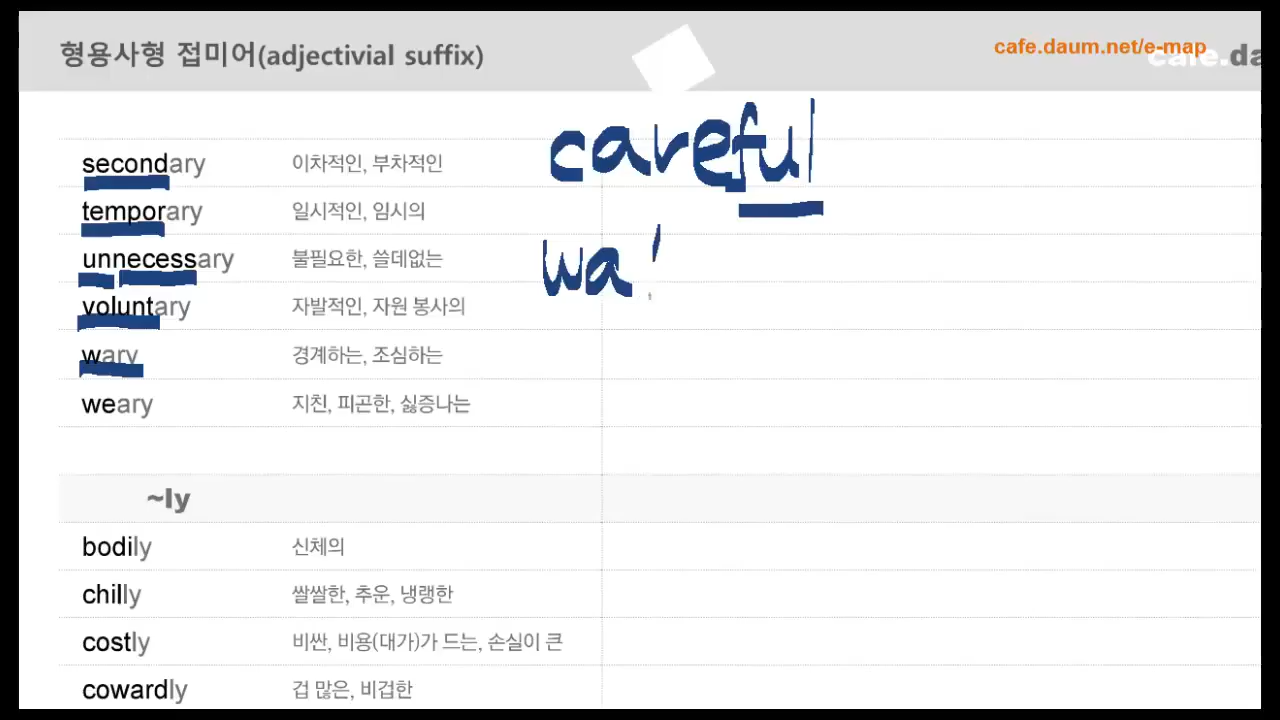 형용사형 접미어(adjectivial suffix)
cafe.daum.net/e-map
cafe.da
careful
secondary 이차적인, 부차적인
temporary 일시적인, 임시의
unnecessary 불필요한, 쓸데없는
wa
voluntary 자발적인, 자원 봉사의
wary 경계하는, 조심하는
weary 지친, 피곤한, 싫증나는
~ly
bodily 신체의
chilly 쌀쌀한, 추운, 냉랭한
costly 비싼, 비용(대가)가 드는, 손실이 큰
cowardly 겁 많은, 비겁한